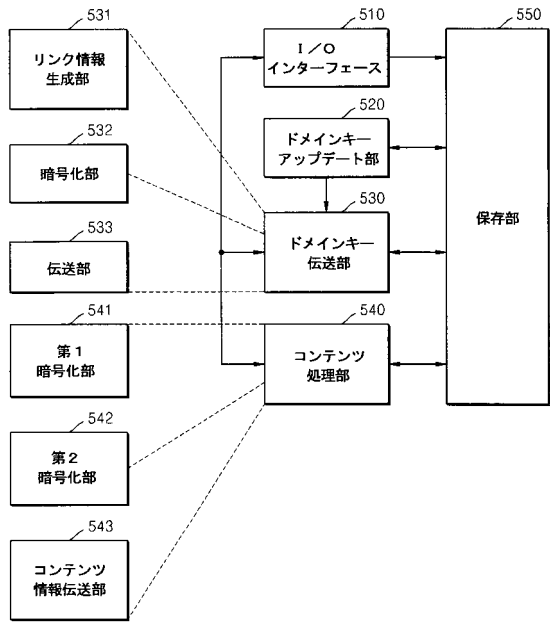 531
リンク情報
生成部
532
暗号化部
533
伝送部
541
第1
暗号化部
542
第2
暗号化部
543
コンテンツ
情報伝送部
510
I/O
インターフェース
520
ドメインキー
アップデート部
530
ドメインキー
伝送部
540
コンテンツ
処理部
550
保存部